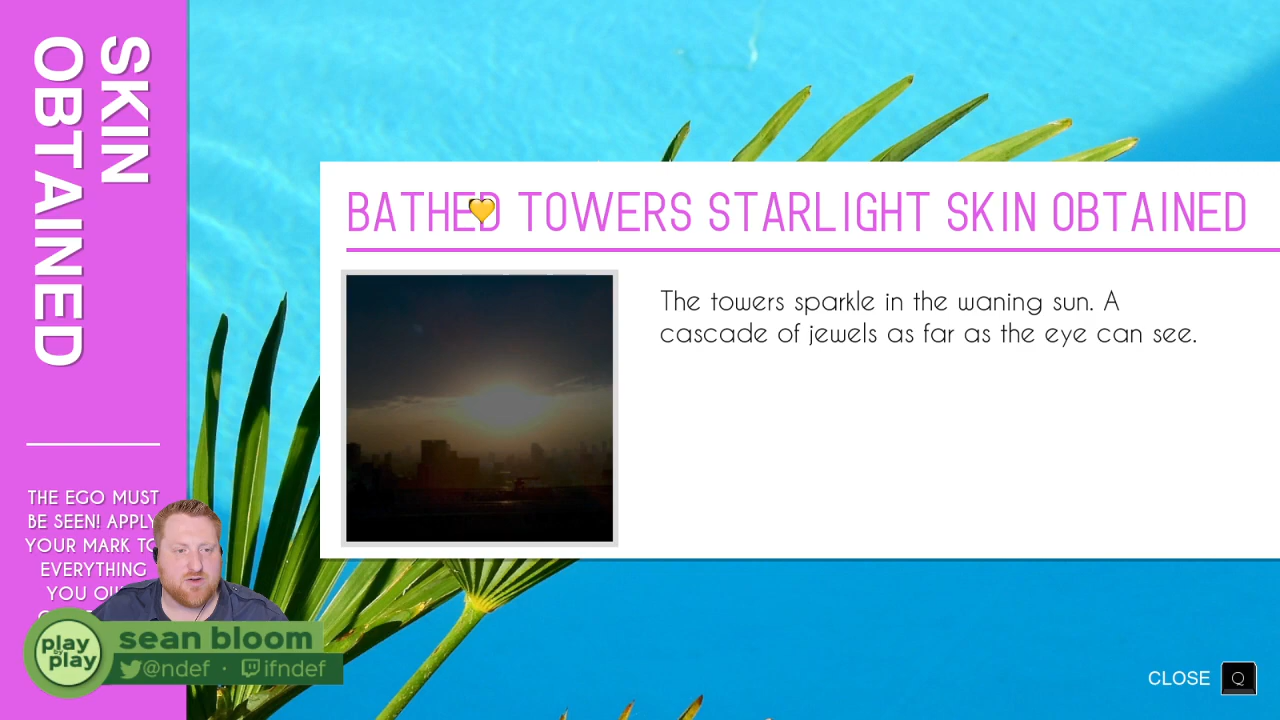 SKIN
OBTAINED
THE EGO MUST
BE SEEN! APPLY
YOUR MARK TO
EVERYTHING
YOU
BATHED TOWERS STARLIGHT SKIN OBTAINED
The towers sparkle in the waning sun. A
cascade of jewels as far as the eye can see.
play
by
play
sean bloom
@ndef · ifndef
CLOSE Q